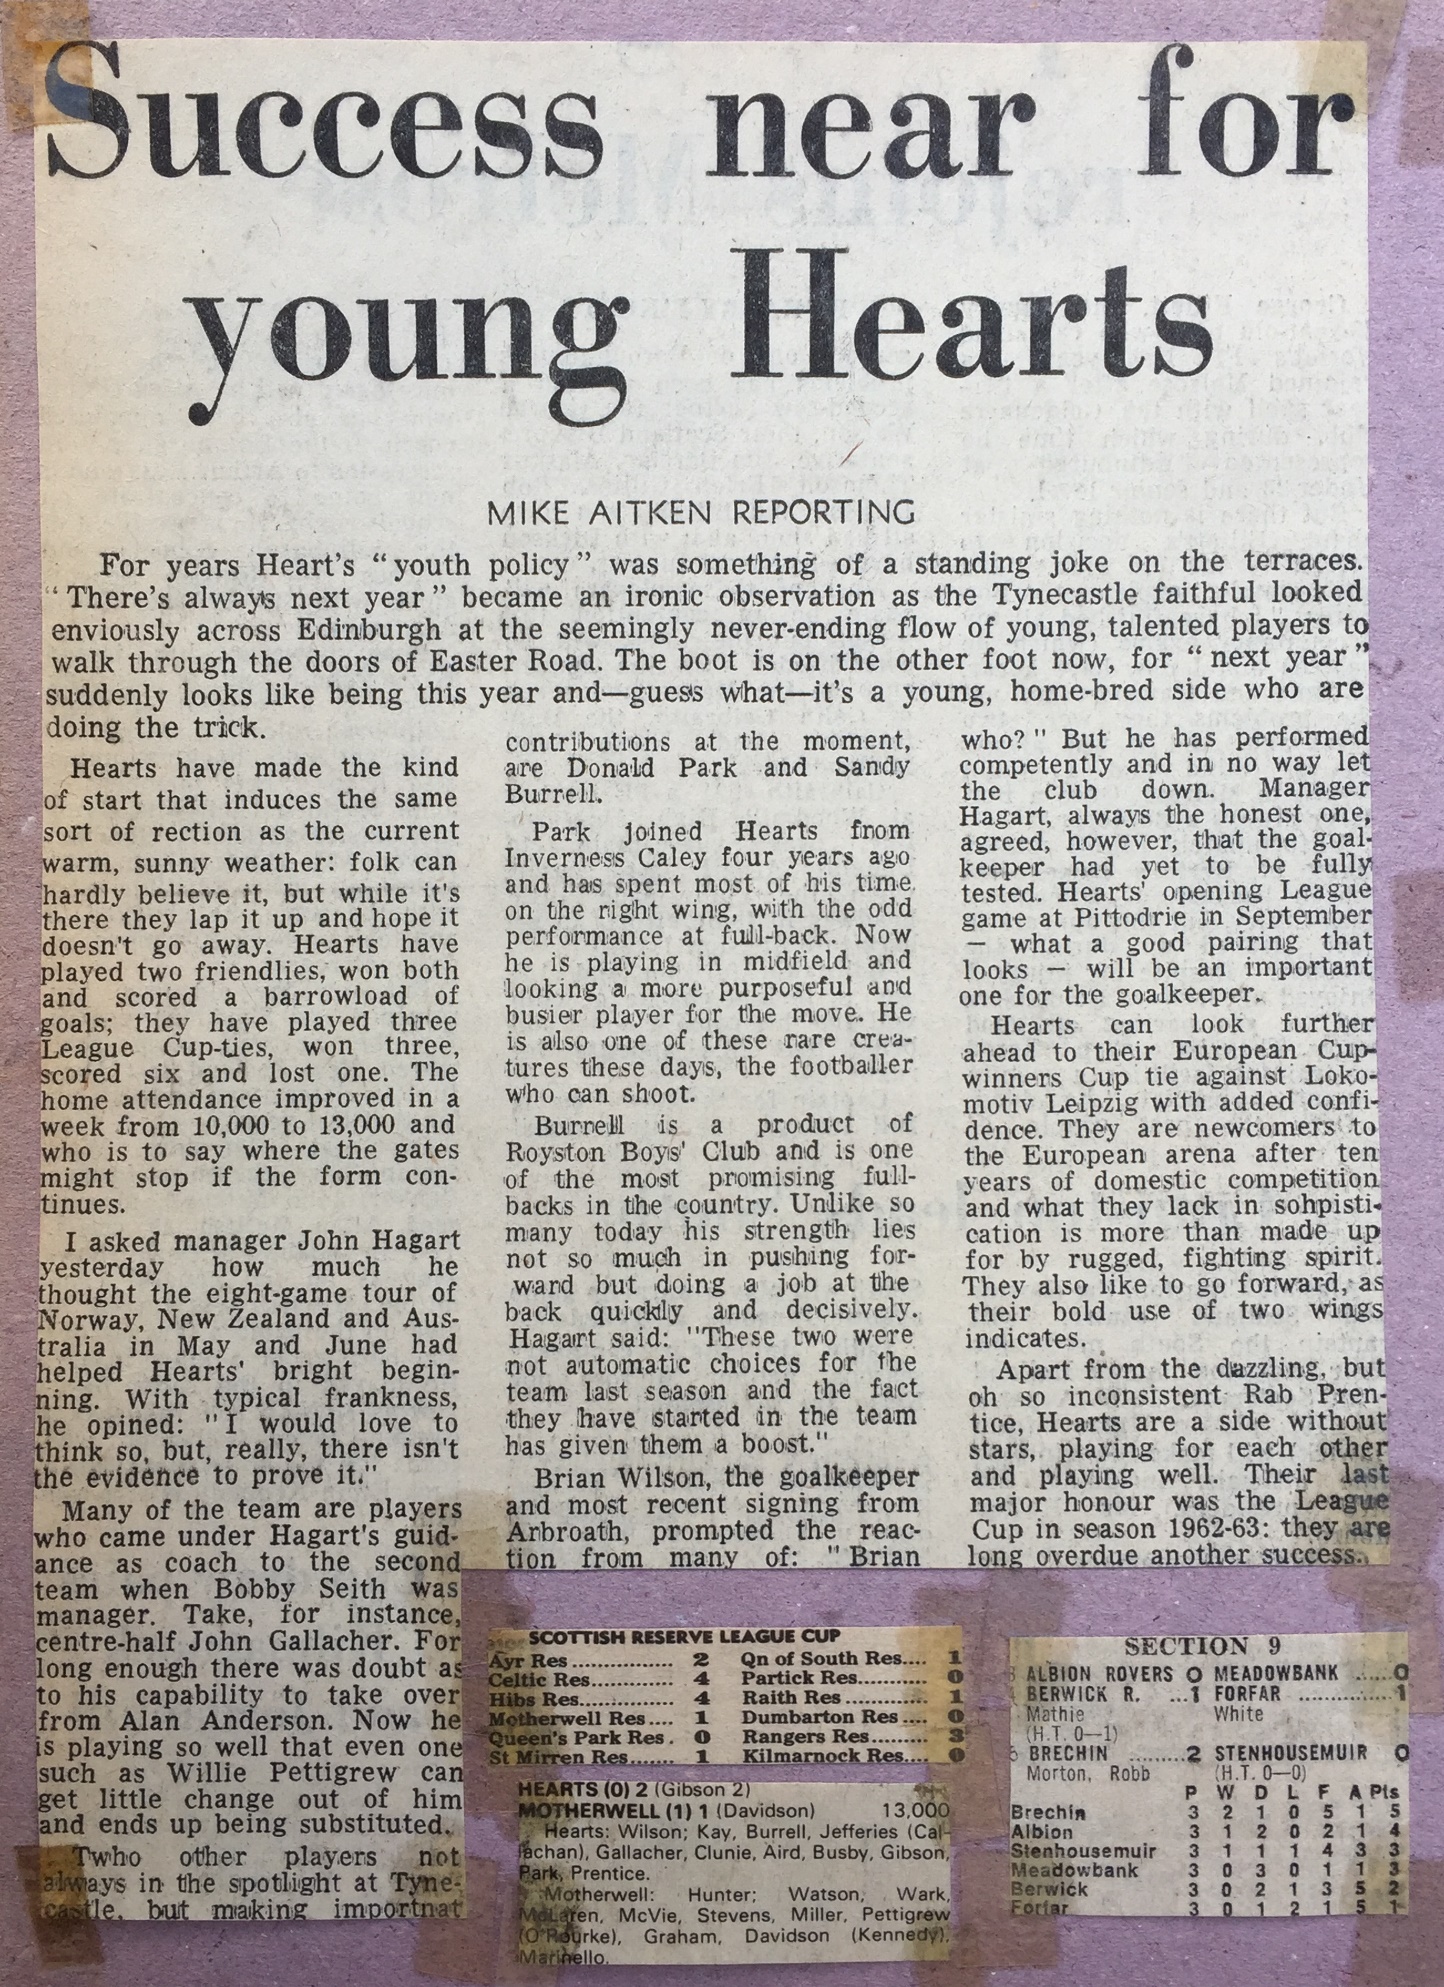 Success near for
young Hearts
MIKE AITKEN REPORTING
For years Heart's "youth policy" was something of a standing joke on the terraces.
"There's always next year" became an ironic observation as the Tynecastle faithful looked
enviously across Edinburgh at the seemingly never-ending flow of young, talented players to
walk through the doors of Easter Road. The boot is on the other foot now, for "next year"
suddenly looks like being this year and—guess what—it's a young, home-bred side who are
doing the trick.
Hearts have made the kind
of start that induces the same
sort of rection as the current
warm, sunny weather: folk can
hardly believe it, but while it's
there they lap it up and hope it
doesn't go away. Hearts have
played two friendlies, won both
and scored a barrowload of
goals; they have played three
League Cup-ties, won three,
scored six and lost one. The
home attendance improved in a
week from 10,000 to 13,000 and
who is to say where the gates
might stop if the form con-
tinues.
I asked manager John Hagart
yesterday how much he
thought the eight-game tour of
Norway, New Zealand and Aus-
tralia in May and June had
helped Hearts' bright begin-
ning. With typical frankness,
he opined: "I would love to
think so, but, really, there isn't
the evidence to prove it."
Many of the team are players
who came under Hagart's guid-
ance as coach to the second
team when Bobby Seith was
manager. Take, for instance,
centre-half John Gallacher. For
long enough there was doubt as
to his capability to take over
from Alan Anderson. Now he
is playing so well that even one
such as Willie Pettigrew can
get little change out of him
and ends up being substituted.
Twho other players not
always in the spotlight at Tyne-
castle, but making importnat
contributions at the moment,
are Donald Park and Sandy
Burrell.
Park joined Hearts from
Inverness Caley four years ago
and has spent most of his time
on the right wing, with the odd
performance at full-back. Now
he is playing in midfield and
looking a more purposeful and
busier player for the move. He
is also one of these rare crea-
tures these days, the footballer
who can shoot.
Burrell is a product of
Royston Boys' Club and is one
of the most promising full-
backs in the country. Unlike so
many today his strength lies
not so much in pushing for-
ward but doing a job at the
back quickly and decisively.
Hagart said: "These two were
not automatic choices for the
team last season and the fact
they have started in the team
has given them a boost."
Brian Wilson, the goalkeeper
and most recent signing from
Arbroath, prompted the reac-
tion from many of: "Brian
who?" But he has performed
competently and in no way let
the club down. Manager
Hagart, always the honest one,
agreed, however, that the goal-
keeper had yet to be fully
tested. Hearts' opening League
game at Pittodrie in September
— what a good pairing that
looks — will be an important
one for the goalkeeper.
Hearts can look further
ahead to their European Cup-
winners Cup tie against Loko-
motiv Leipzig with added confi-
dence. They are newcomers to
the European arena after ten
years of domestic competition
and what they lack in sohpisti-
cation is more than made up
for by rugged, fighting spirit.
They also like to go forward, as
their bold use of two wings
indicates.
Apart from the dazzling, but
oh so inconsistent Rab Pren-
tice, Hearts are a side without
stars, playing for each other
and playing well. Their last
major honour was the League
Cup in season 1962-63: they are
long overdue another success.
SCOTTISH RESERVE LEAGUE CUP
Ayr Res ................ 2 Qn of South Res.... 1
Celtic Res .............. 4 Partick Res........... 0
Hibs Res................ 4 Raith Res ............. 1
Motherwell Res .... 1 Dumbarton Res .... 0
Queen's Park Res . 0 Rangers Res......... 3
St Mirren Res....... 1 Kilmarnock Res.... 0
HEARTS (0) 2 (Gibson 2)
MOTHERWELL (1) 1 (Davidson) 13,000
Hearts: Wilson; Kay, Burrell, Jefferies (Cal-
lachan), Gallacher, Clunie, Aird, Busby, Gibson,
Park, Prentice.
Motherwell: Hunter; Watson, Wark,
McLaren, McVie, Stevens, Miller, Pettigrew
(O'Rourke), Graham, Davidson (Kennedy),
Marinello.
SECTION 9
ALBION ROVERS 0 MEADOWBANK ......0
BERWICK R. ...1 FORFAR ..............1
Mathie White
(H.T. 0—1)
BRECHIN .........2 STENHOUSEMUIR 0
Morton, Robb (H.T. 0—0)
P W D L F A Pts
Brechin 3 2 1 0 5 1 5
Albion 3 1 2 0 2 1 4
Stenhousemuir 3 1 1 1 4 3 3
Meadowbank 3 0 3 0 1 1 3
Berwick 3 0 2 1 3 5 2
Forfar 3 0 1 2 1 5 1